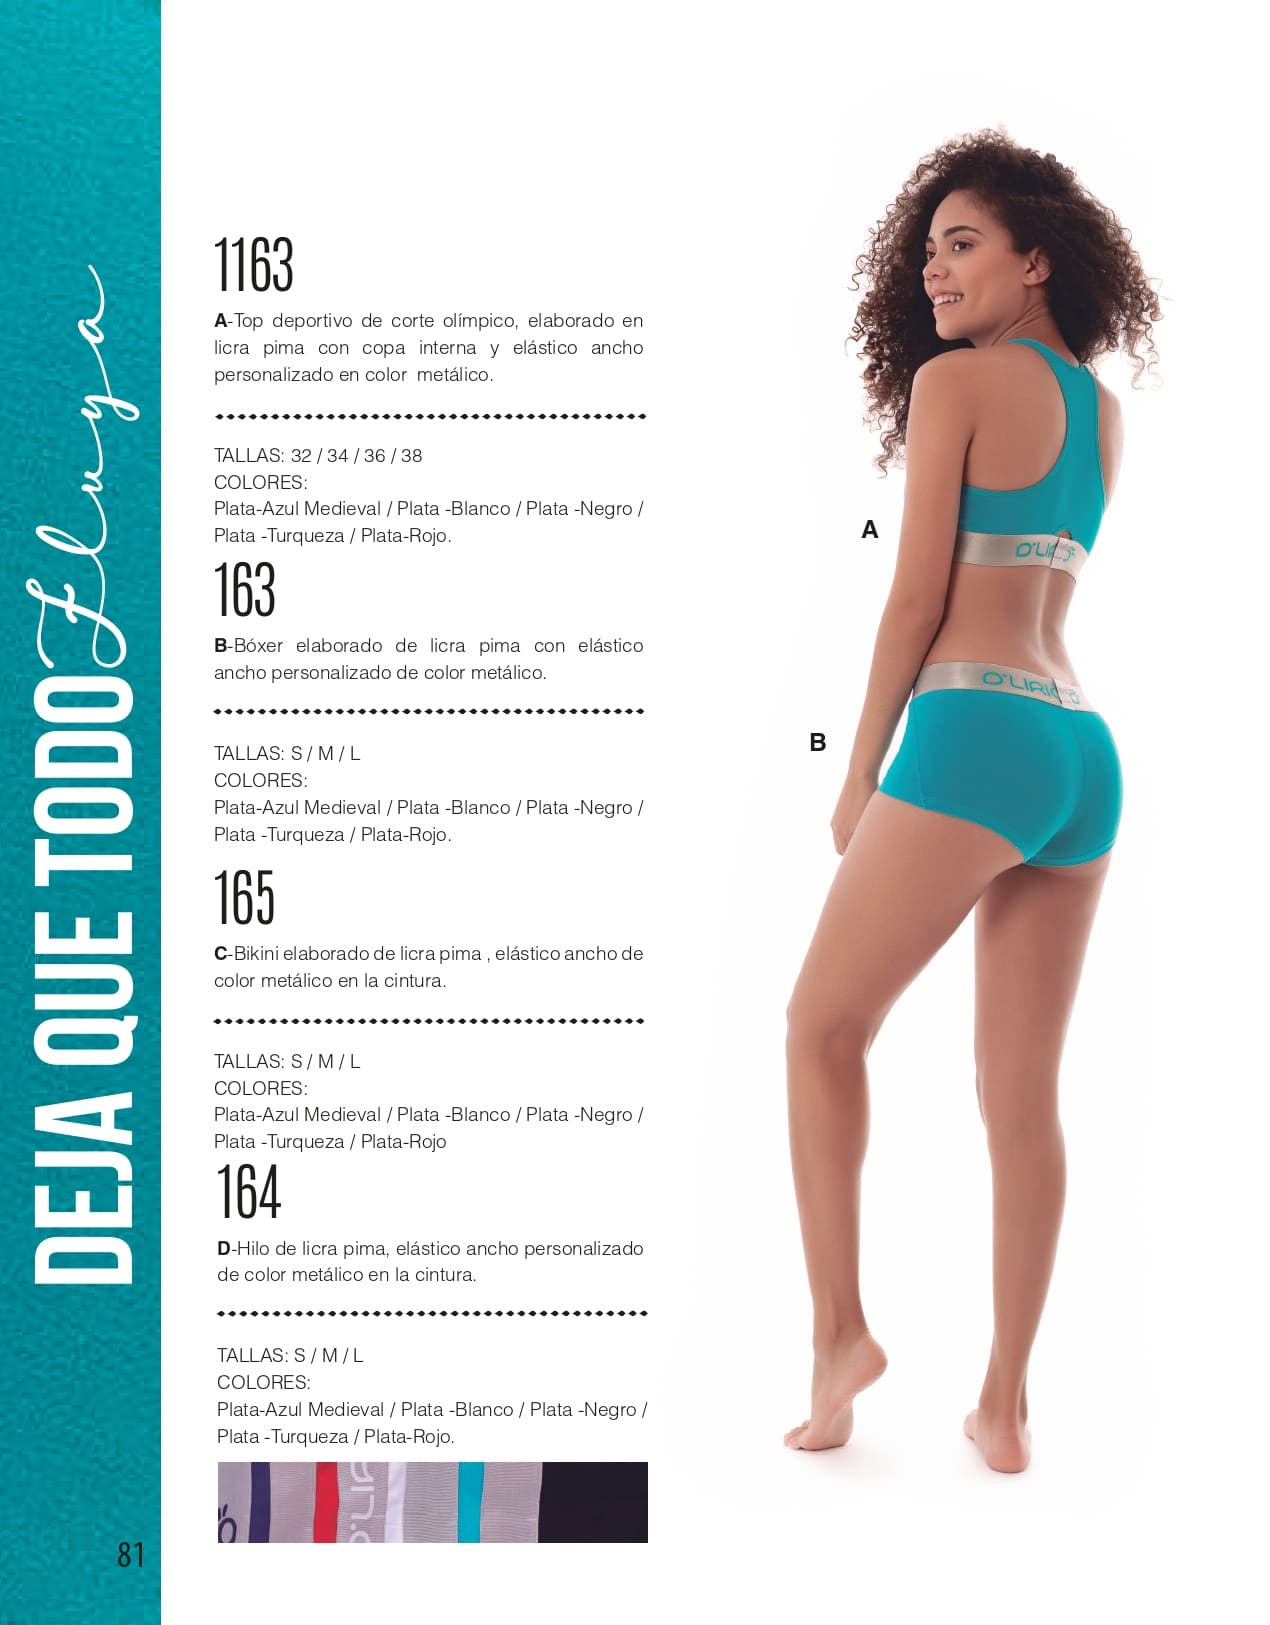 DEJA QUE TODO Fluya
1163
A-Top deportivo de corte olímpico, elaborado en
licra pima con copa interna y elástico ancho
personalizado en color metálico.
TALLAS: 32 / 34 / 36 / 38
COLORES:
Plata-Azul Medieval / Plata -Blanco / Plata -Negro /
Plata -Turqueza / Plata-Rojo.
163
B-Bóxer elaborado de licra pima con elástico
ancho personalizado de color metálico.
TALLAS: S / M / L
COLORES:
Plata-Azul Medieval / Plata -Blanco / Plata -Negro /
Plata -Turqueza / Plata-Rojo.
165
C-Bikini elaborado de licra pima , elástico ancho de
color metálico en la cintura.
TALLAS: S / M / L
COLORES:
Plata-Azul Medieval / Plata -Blanco / Plata -Negro /
Plata -Turqueza / Plata-Rojo
164
D-Hilo de licra pima, elástico ancho personalizado
de color metálico en la cintura.
TALLAS: S / M / L
COLORES:
Plata-Azul Medieval / Plata -Blanco / Plata -Negro /
Plata -Turqueza / Plata-Rojo.
81
A
B